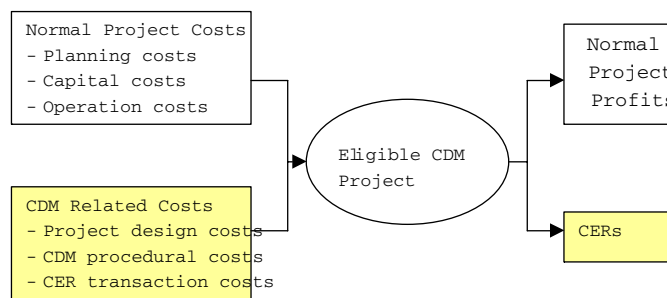 Normal Project Costs
- Planning costs
- Capital costs
- Operation costs
CDM Related Costs
- Project design costs
- CDM procedural costs
- CER transaction costs
Eligible CDM
Project
Normal
Project
Profits
CERs